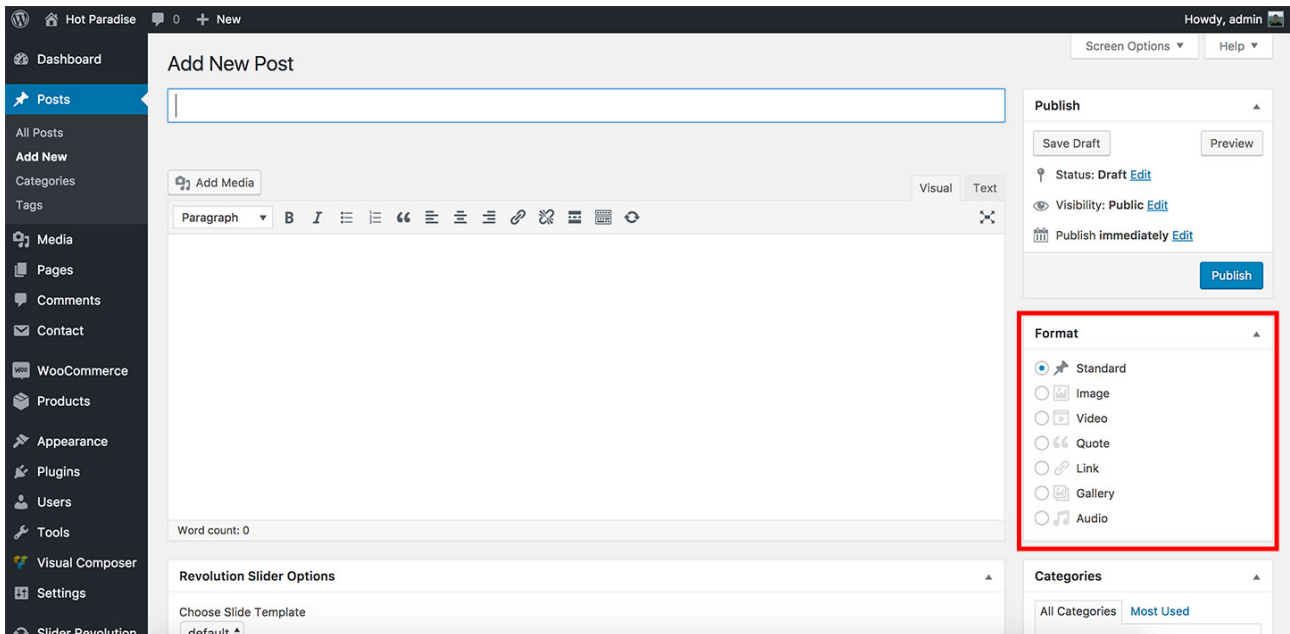 Hot Paradise 0 New Howdy, admin
Dashboard
Posts
All Posts
Add New
Categories
Tags
Media
Pages
Comments
Contact
WooCommerce
Products
Appearance
Plugins
Users
Tools
Visual Composer
Settings
Slider Revolution
Screen Options Help
Add New Post
Add Media
Visual Text
Paragraph
Word count: 0
Revolution Slider Options
Choose Slide Template
default
Publish
Save Draft Preview
Status: Draft Edit
Visibility: Public Edit
Publish immediately Edit
Publish
Format
Standard
Image
Video
Quote
Link
Gallery
Audio
Categories
All Categories Most Used